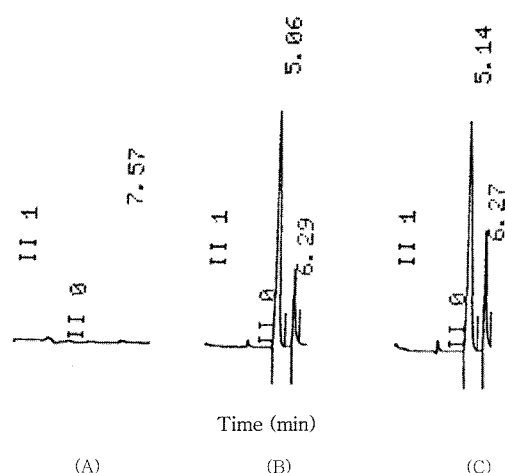 II 1
II 0
7.57
II 1
II 0
5.06
6.29
II 1
II 0
5.14
6.27
Time (min)
(A)
(B)
(C)